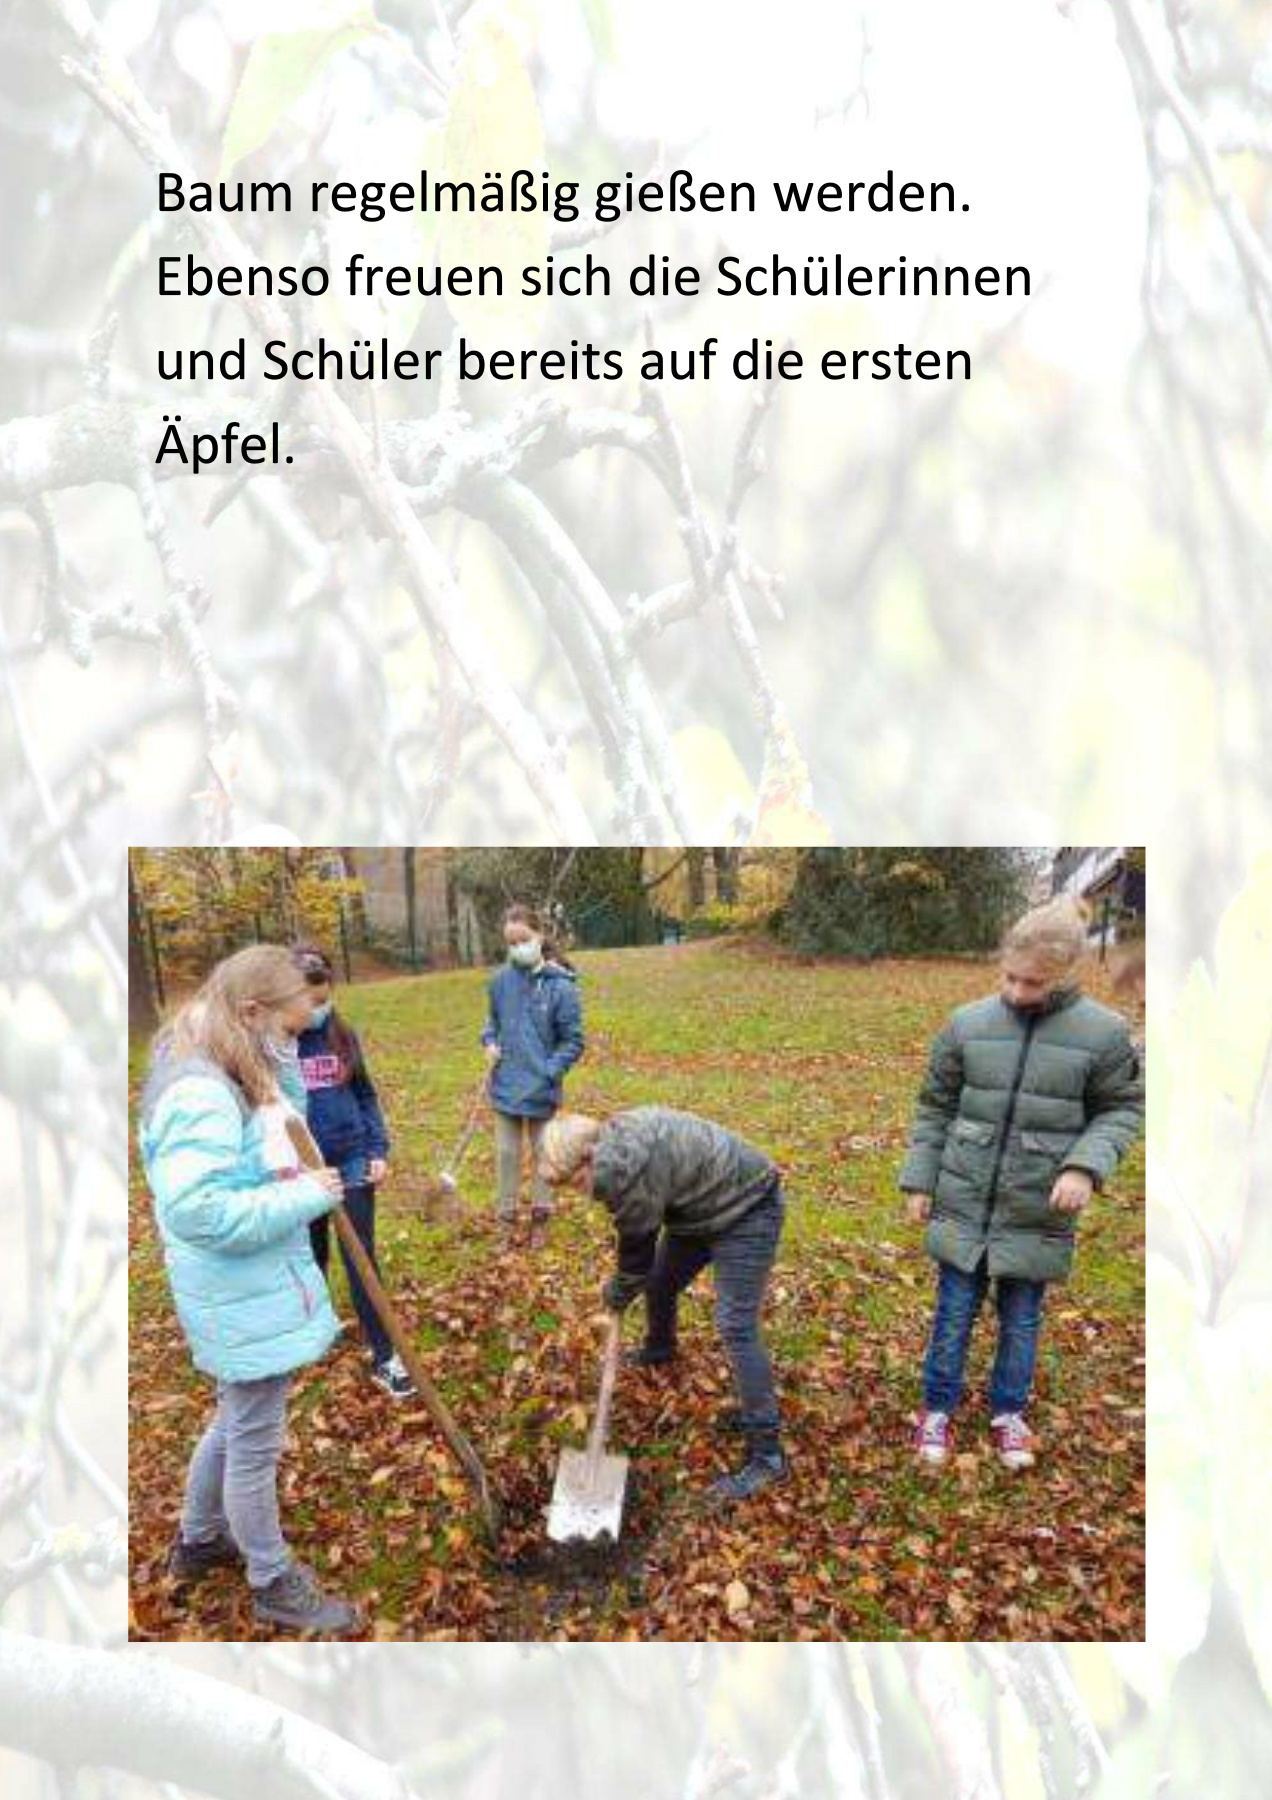 Baum regelmäßig gießen werden.
Ebenso freuen sich die Schülerinnen
und Schüler bereits auf die ersten
Äpfel.